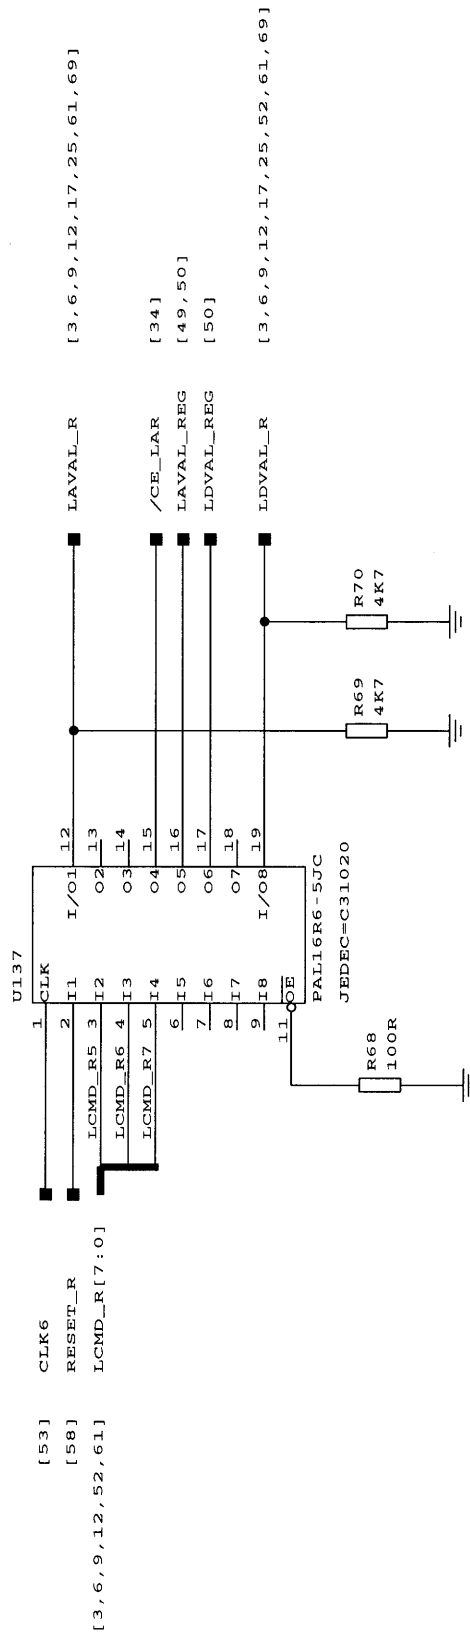 [53] CLK6
[58] RESET_R
[3,6,9,12,52,61] LCMD_R[7:0]
U137
1 CLK
2 I1
LCMD_R5 3 I2
LCMD_R6 4 I3
LCMD_R7 5 I4
6 I5
7 I6
8 I7
9 I8
11 OE
R68
100R
I/O1 12 LAVAL_R [3,6,9,12,17,25,61,69]
O2 13
O3 14
O4 15 /CE_LAR [34]
O5 16 LAVAL_REG [49,50]
O6 17 LDVAL_REG [50]
O7 18
I/O8 19 LDVAL_R [3,6,9,12,17,25,52,61,69]
PAL16R6-5JC
JEDEC=C31020
R69
4K7
R70
4K7